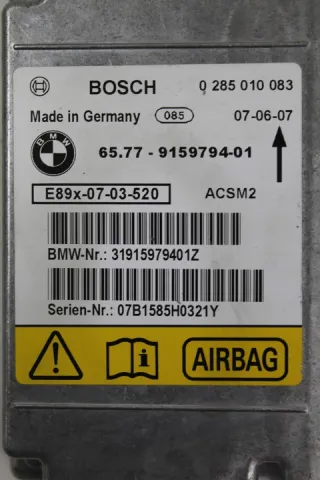 BOSCH 0 285 010 083
Made in Germany 085 07-06-07
BMW 65.77 - 9159794-01
E89x-07-03-520 ACSM2
BMW-Nr.: 31915979401Z
Serien-Nr.: 07B1585H0321Y
! i AIRBAG